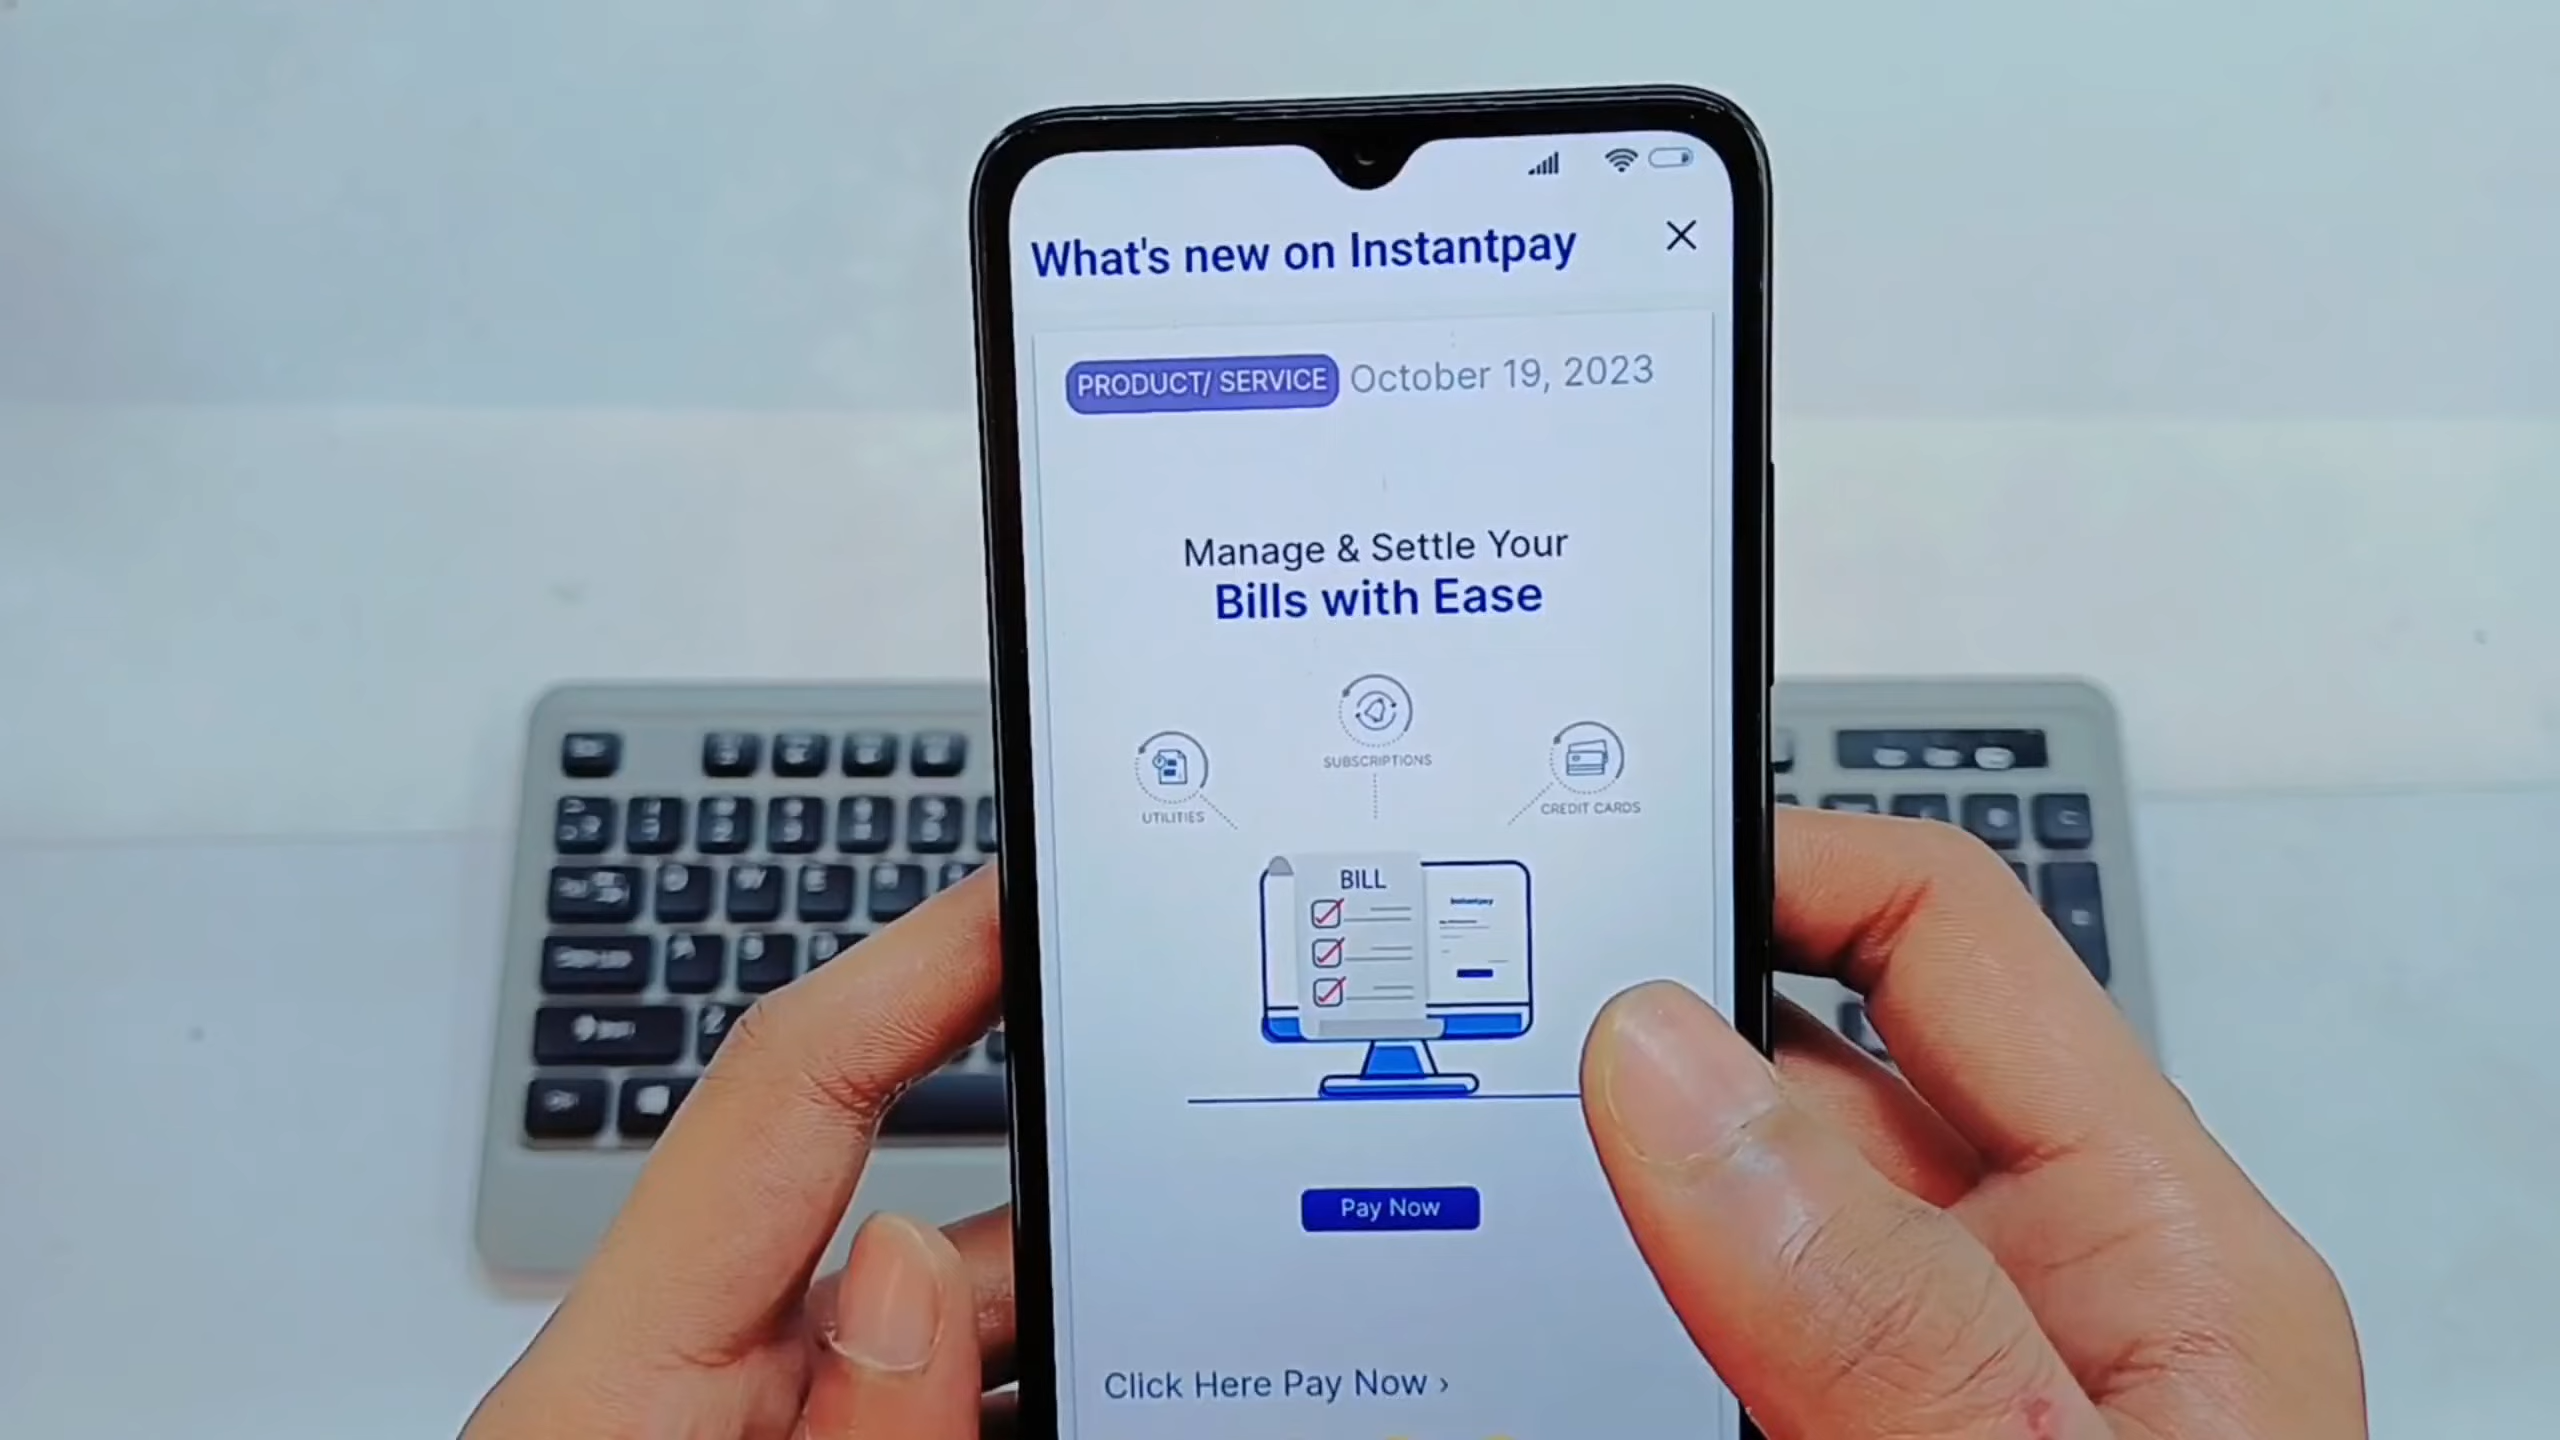 What's new on Instantpay
PRODUCT/ SERVICE October 19, 2023
Manage & Settle Your
Bills with Ease
SUBSCRIPTIONS
UTILITIES
CREDIT CARDS
BILL
Instantpay
Pay Now
Click Here Pay Now ›